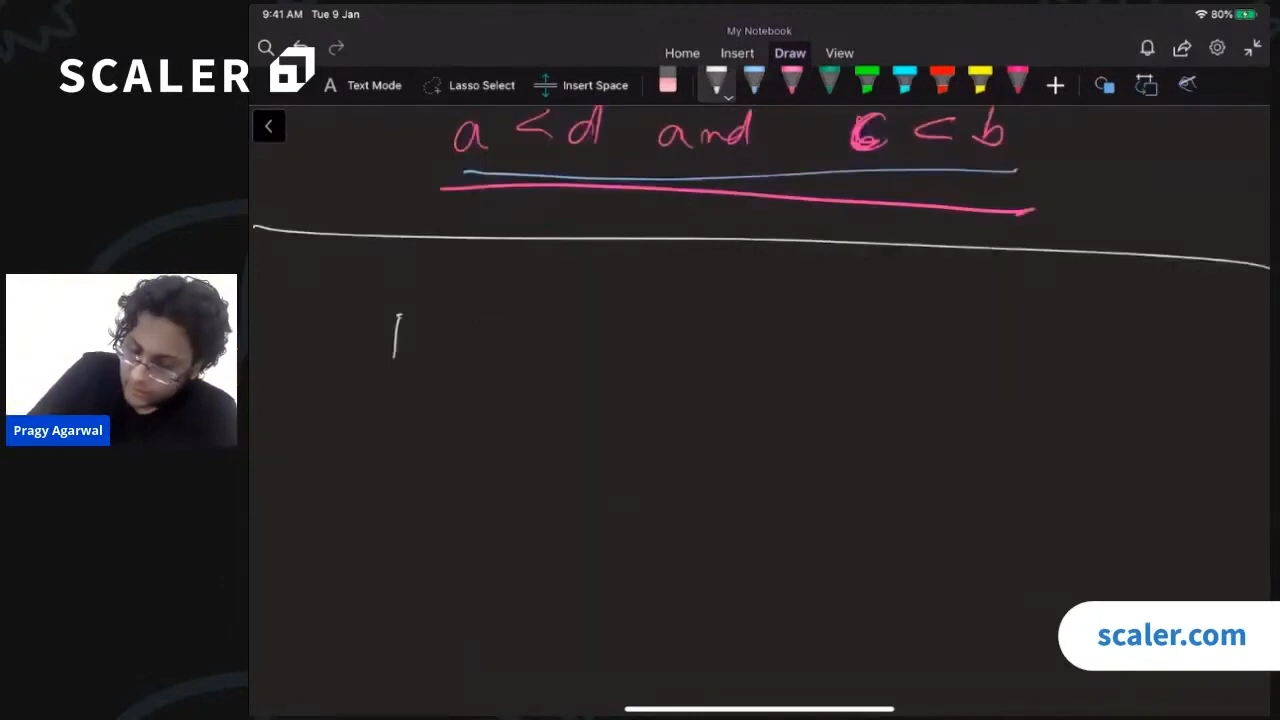 9:41 AM Tue 9 Jan
80%
My Notebook
SCALER
Home Insert Draw View
A Text Mode Lasso Select Insert Space
a < d and c < b
Pragy Agarwal
scaler.com